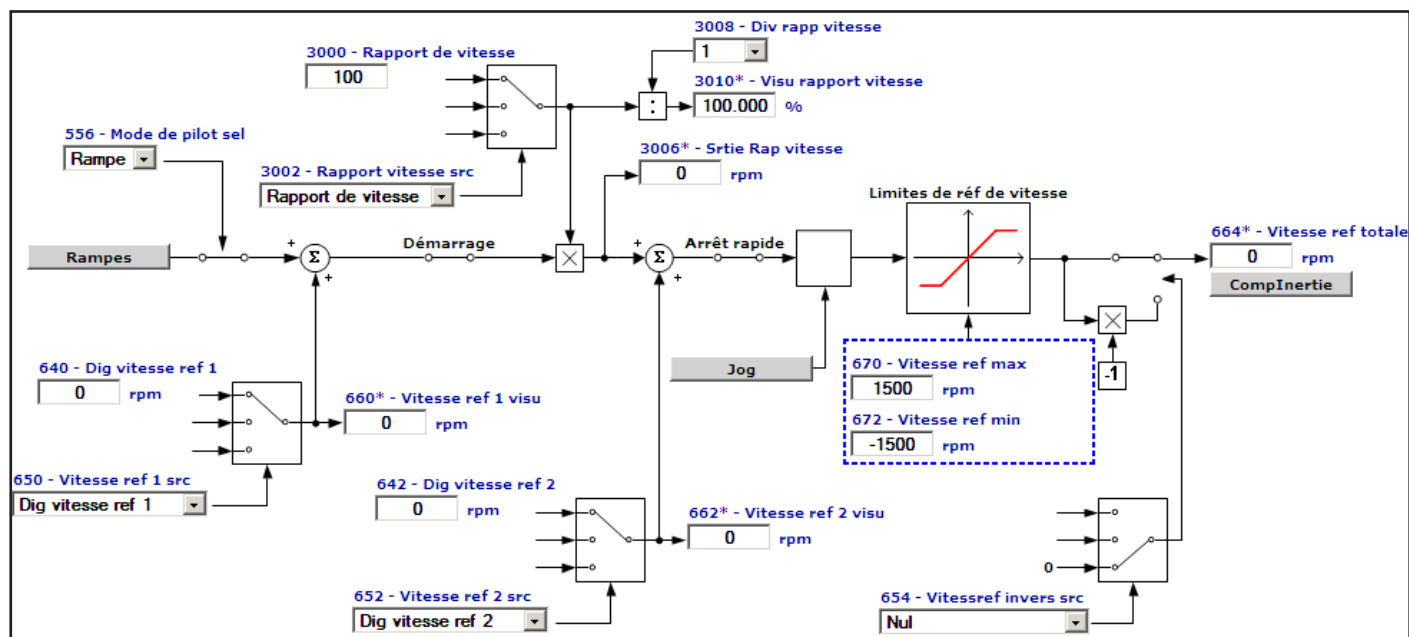 3008 - Div rapp vitesse
1
3000 - Rapport de vitesse
100
3010* - Visu rapport vitesse
:
100.000 %
556 - Mode de pilot sel
Rampe
3006* - Srtie Rap vitesse
0 rpm
3002 - Rapport vitesse src
Rapport de vitesse
Limites de réf de vitesse
664* - Vitesse ref totale
0 rpm
CompInertie
Rampes
+
Σ
+
Démarrage
×
+
Σ
+
Arrêt rapide
×
-1
Jog
670 - Vitesse ref max
1500 rpm
672 - Vitesse ref min
-1500 rpm
640 - Dig vitesse ref 1
0 rpm
660* - Vitesse ref 1 visu
0 rpm
650 - Vitesse ref 1 src
Dig vitesse ref 1
642 - Dig vitesse ref 2
0 rpm
662* - Vitesse ref 2 visu
0 rpm
652 - Vitesse ref 2 src
Dig vitesse ref 2
0
654 - Vitessref invers src
Nul